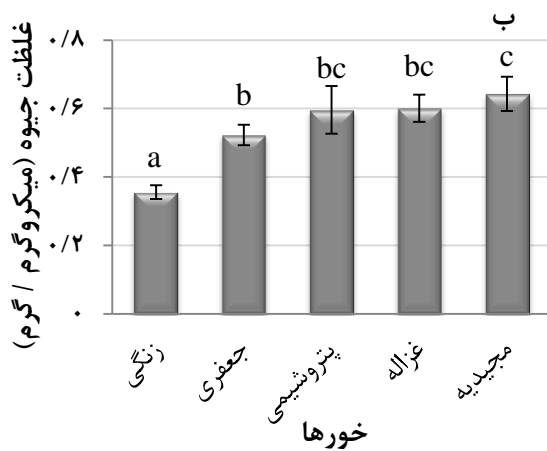 ب
غلظت جیوه (میکروگرم / گرم)
۰/۸
۰/۶
۰/۴
۰/۲
۰
a
b
bc
bc
c
زنگی
جعفری
پتروشیمی
غزاله
مجیدیه
خورها